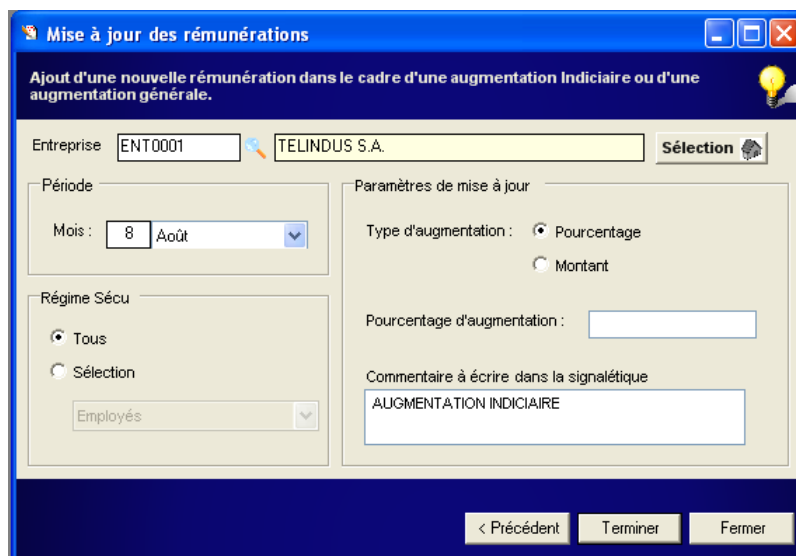 Mise à jour des rémunérations
Ajout d'une nouvelle rémunération dans le cadre d'une augmentation Indiciaire ou d'une
augmentation générale.
Entreprise ENT0001 TELINDUS S.A. Sélection
Période
Mois : 8 Août
Régime Sécu
Tous
Sélection
Employés
Paramètres de mise à jour
Type d'augmentation : Pourcentage
Montant
Pourcentage d'augmentation :
Commentaire à écrire dans la signalétique
AUGMENTATION INDICIAIRE
< Précédent Terminer Fermer